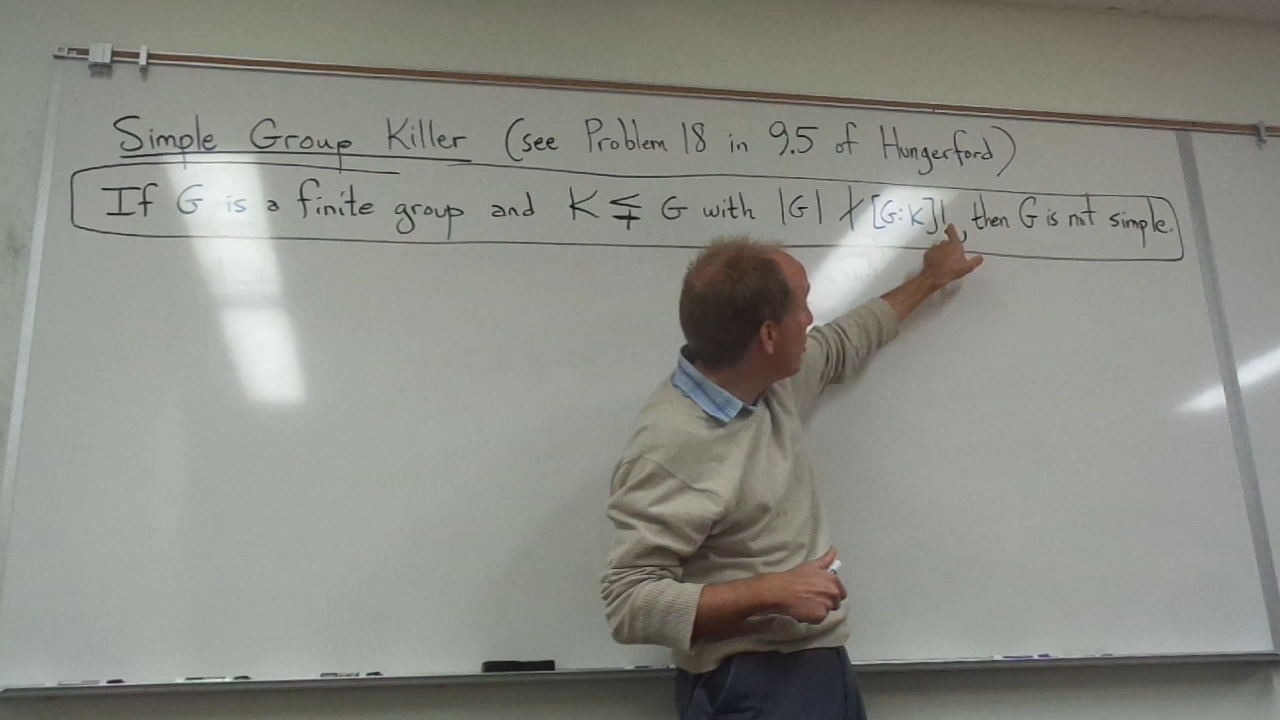 Simple Group Killer (see Problem 18 in 9.5 of Hungerford)
If G is a finite group and K ≨ G with |G| ∤ [G:K]!, then G is not simple.